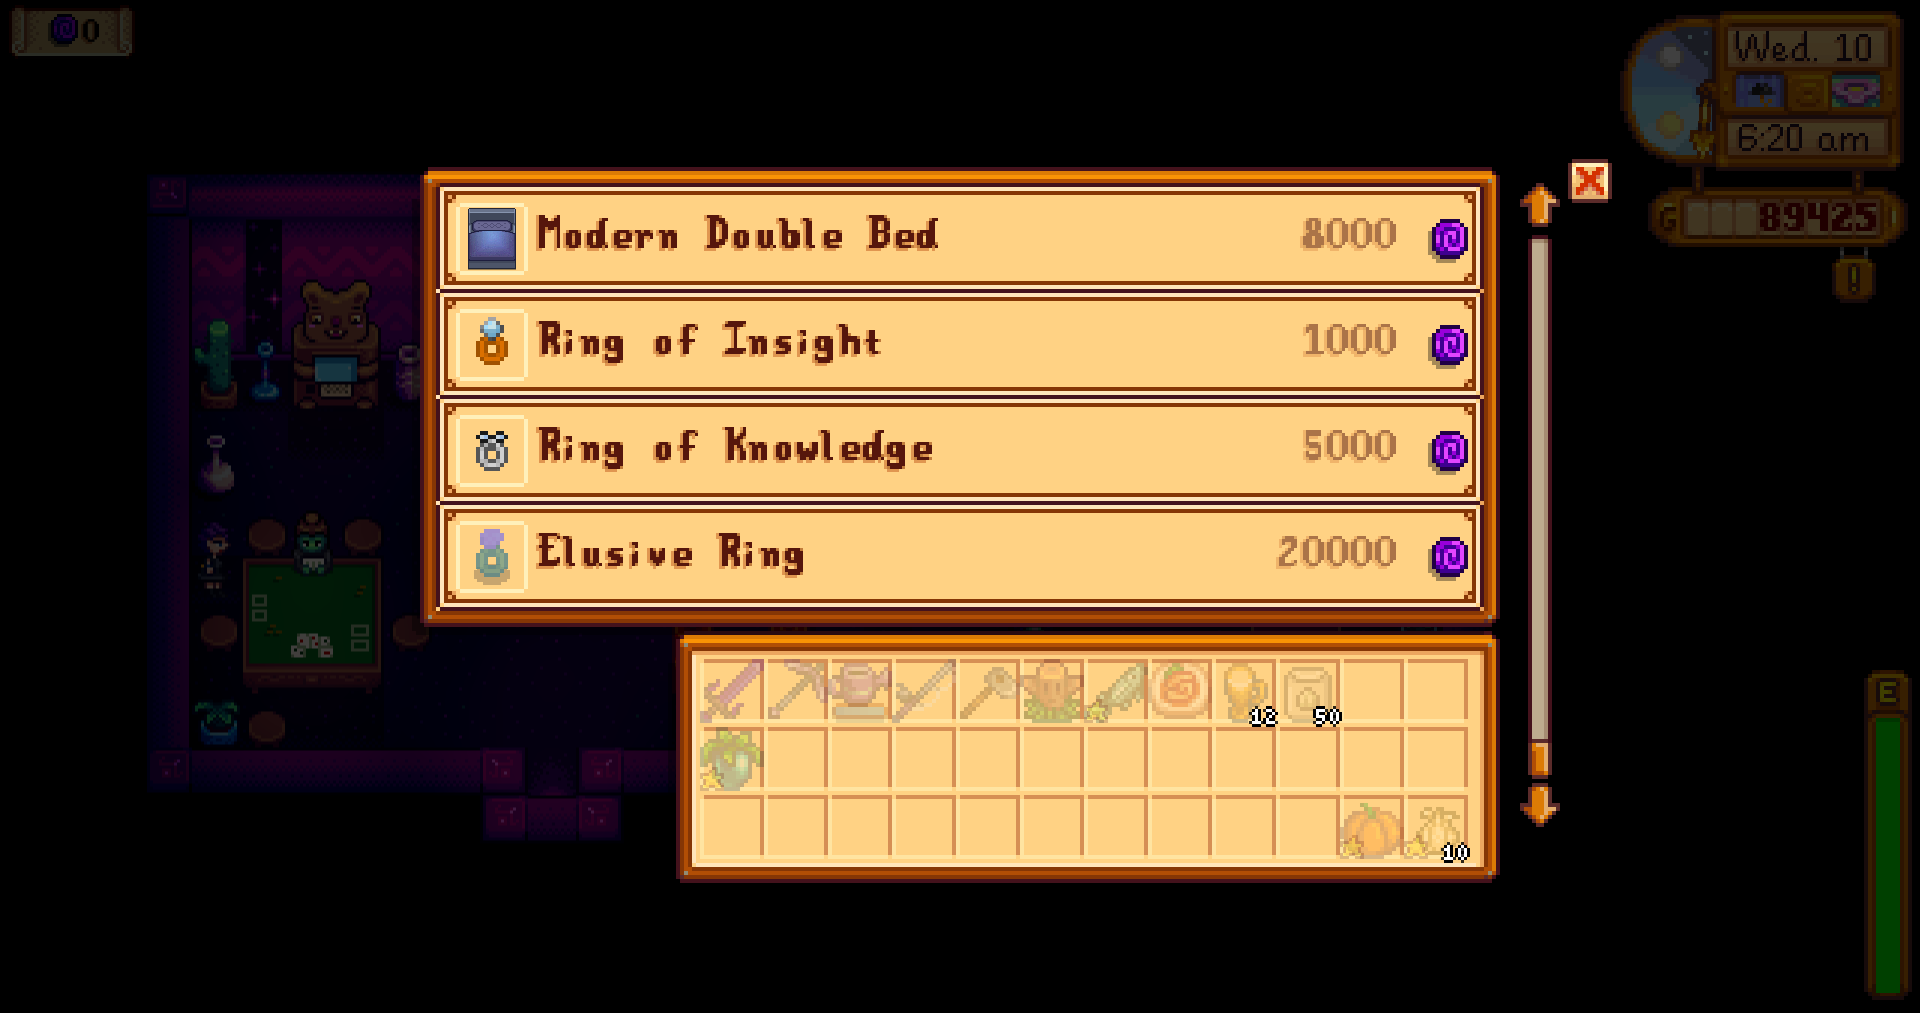 0
Wed. 10
6:20 am
G 89425
!
Modern Double Bed 8000
Ring of Insight 1000
Ring of Knowledge 5000
Elusive Ring 20000
50
10
E